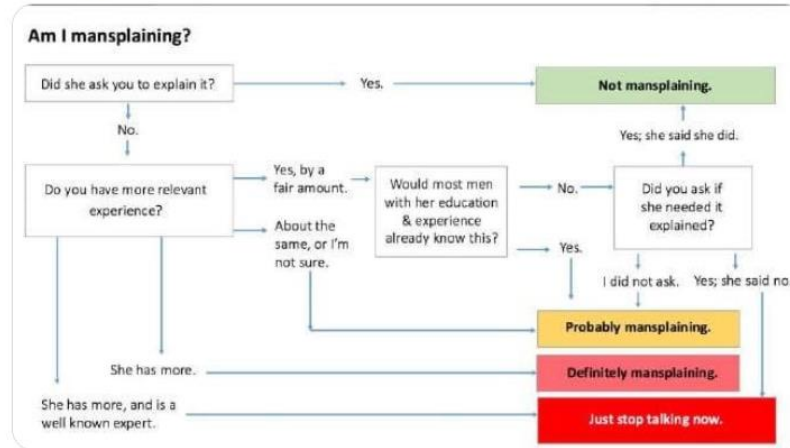 Am I mansplaining?
Did she ask you to explain it?
Yes.
Not mansplaining.
No.
Yes; she said she did.
Do you have more relevant
experience?
Yes, by a
fair amount.
Would most men
with her education
& experience
already know this?
No.
Did you ask if
she needed it
explained?
About the
same, or I'm
not sure.
Yes.
I did not ask.
Yes; she said no
Probably mansplaining.
She has more.
Definitely mansplaining.
She has more, and is a
well known expert.
Just stop talking now.